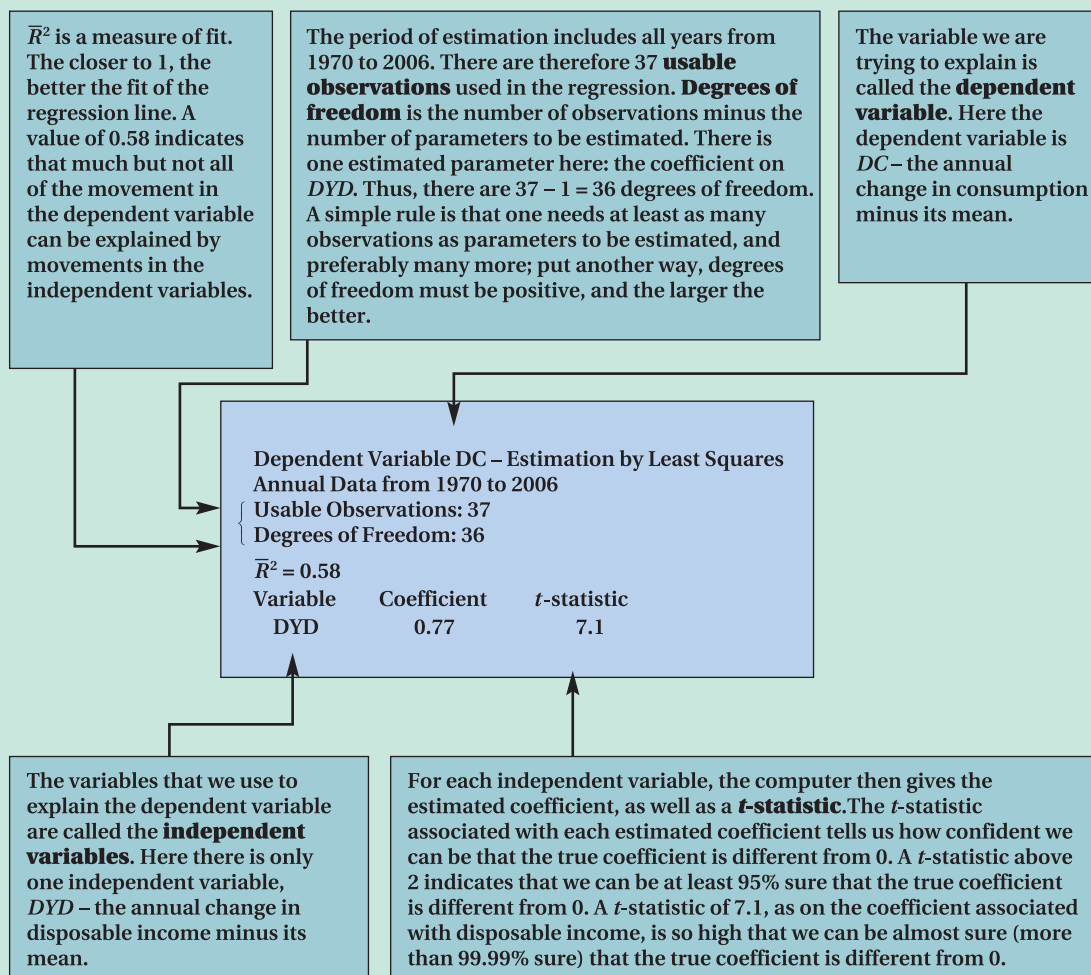 R̅² is a measure of fit.
The closer to 1, the
better the fit of the
regression line. A
value of 0.58 indicates
that much but not all
of the movement in
the dependent variable
can be explained by
movements in the
independent variables.
The period of estimation includes all years from
1970 to 2006. There are therefore 37 usable
observations used in the regression. Degrees of
freedom is the number of observations minus the
number of parameters to be estimated. There is
one estimated parameter here: the coefficient on
DYD. Thus, there are 37 – 1 = 36 degrees of freedom.
A simple rule is that one needs at least as many
observations as parameters to be estimated, and
preferably many more; put another way, degrees
of freedom must be positive, and the larger the
better.
The variable we are
trying to explain is
called the dependent
variable. Here the
dependent variable is
DC – the annual
change in consumption
minus its mean.
Dependent Variable DC – Estimation by Least Squares
Annual Data from 1970 to 2006
Usable Observations: 37
Degrees of Freedom: 36
R̅² = 0.58
Variable Coefficient t-statistic
DYD 0.77 7.1
The variables that we use to
explain the dependent variable
are called the independent
variables. Here there is only
one independent variable,
DYD – the annual change in
disposable income minus its
mean.
For each independent variable, the computer then gives the
estimated coefficient, as well as a t-statistic.The t-statistic
associated with each estimated coefficient tells us how confident we
can be that the true coefficient is different from 0. A t-statistic above
2 indicates that we can be at least 95% sure that the true coefficient
is different from 0. A t-statistic of 7.1, as on the coefficient associated
with disposable income, is so high that we can be almost sure (more
than 99.99% sure) that the true coefficient is different from 0.